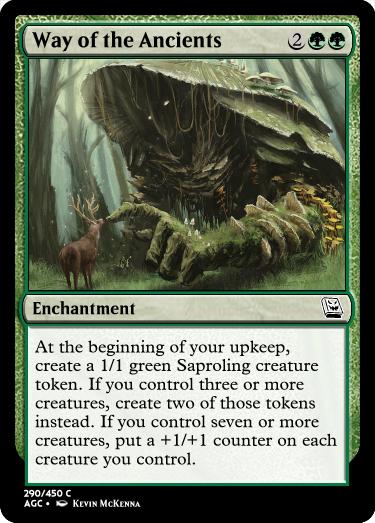 Way of the Ancients 2
Enchantment
At the beginning of your upkeep,
create a 1/1 green Saproling creature
token. If you control three or more
creatures, create two of those tokens
instead. If you control seven or more
creatures, put a +1/+1 counter on each
creature you control.
290/450 C
AGC • Kevin McKenna